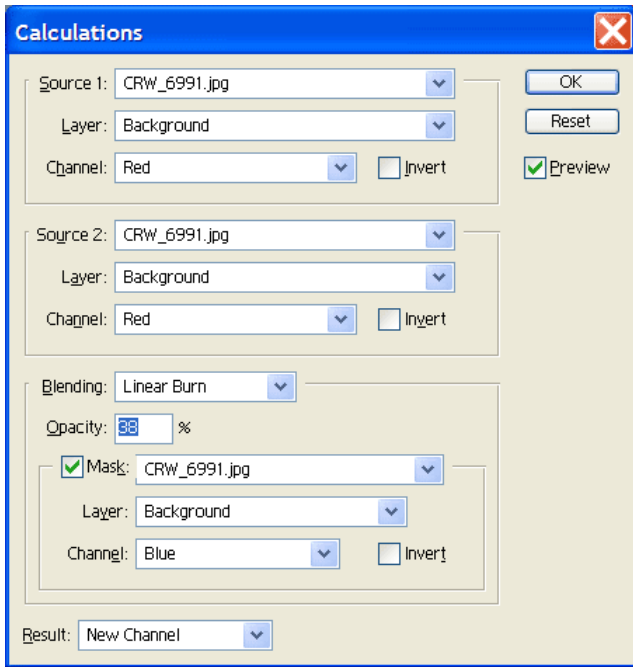 Calculations
Source 1: CRW_6991.jpg
OK
Layer: Background
Reset
Channel: Red Invert
Preview
Source 2: CRW_6991.jpg
Layer: Background
Channel: Red Invert
Blending: Linear Burn
Opacity: 38 %
Mask: CRW_6991.jpg
Layer: Background
Channel: Blue Invert
Result: New Channel